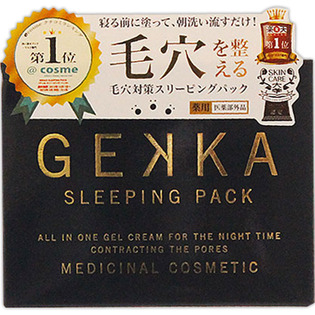 寝る前に塗って、朝洗い流すだけ!
第1位
@cosme
毛穴を整える
毛穴対策スリーピングパック
薬用 医薬部外品
第1位
SKIN CARE
GEKKA
SLEEPING PACK
ALL IN ONE GEL CREAM FOR THE NIGHT TIME
CONTRACTING THE PORES
MEDICINAL COSMETIC